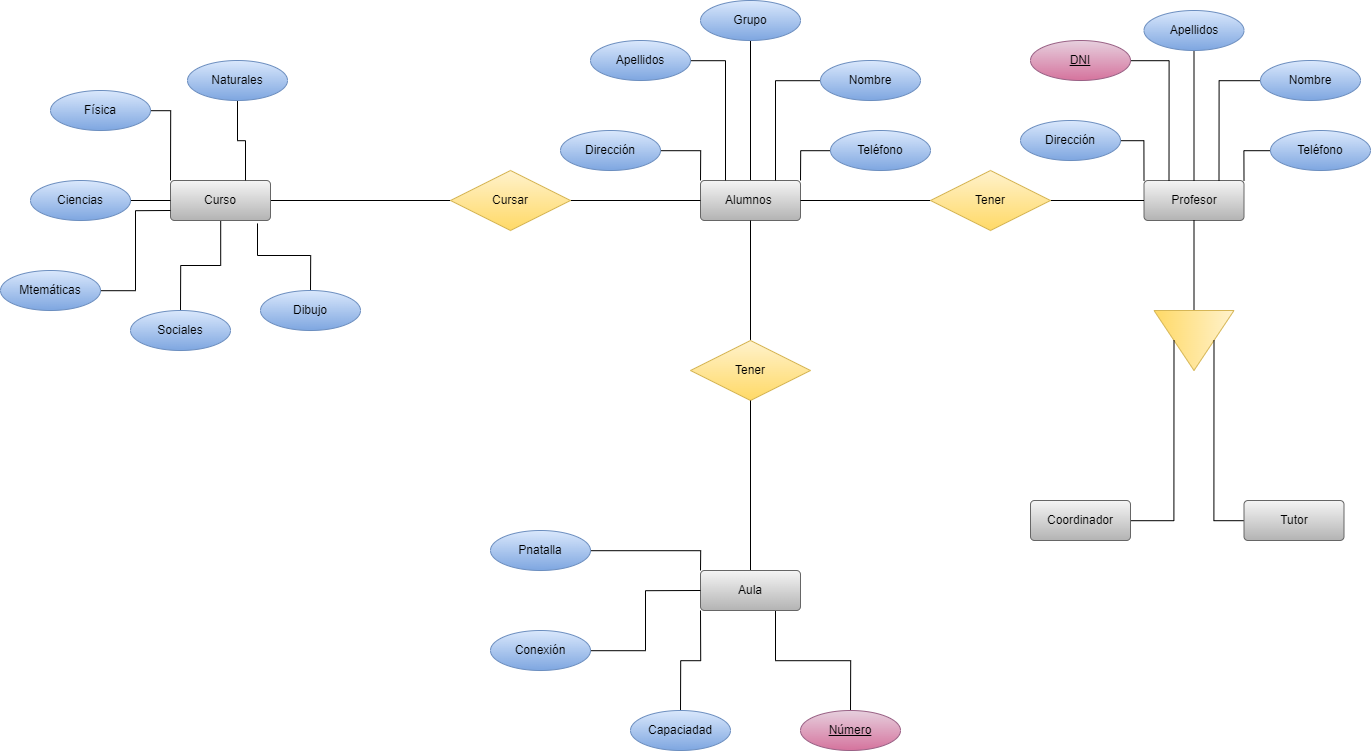 Grupo
Apellidos
Apellidos
DNI
Naturales
Nombre
Nombre
Física
Dirección
Teléfono
Dirección
Teléfono
Ciencias
Curso
Cursar
Alumnos
Tener
Profesor
Mtemáticas
Sociales
Dibujo
Tener
Coordinador
Tutor
Pnatalla
Aula
Conexión
Capaciadad
Número